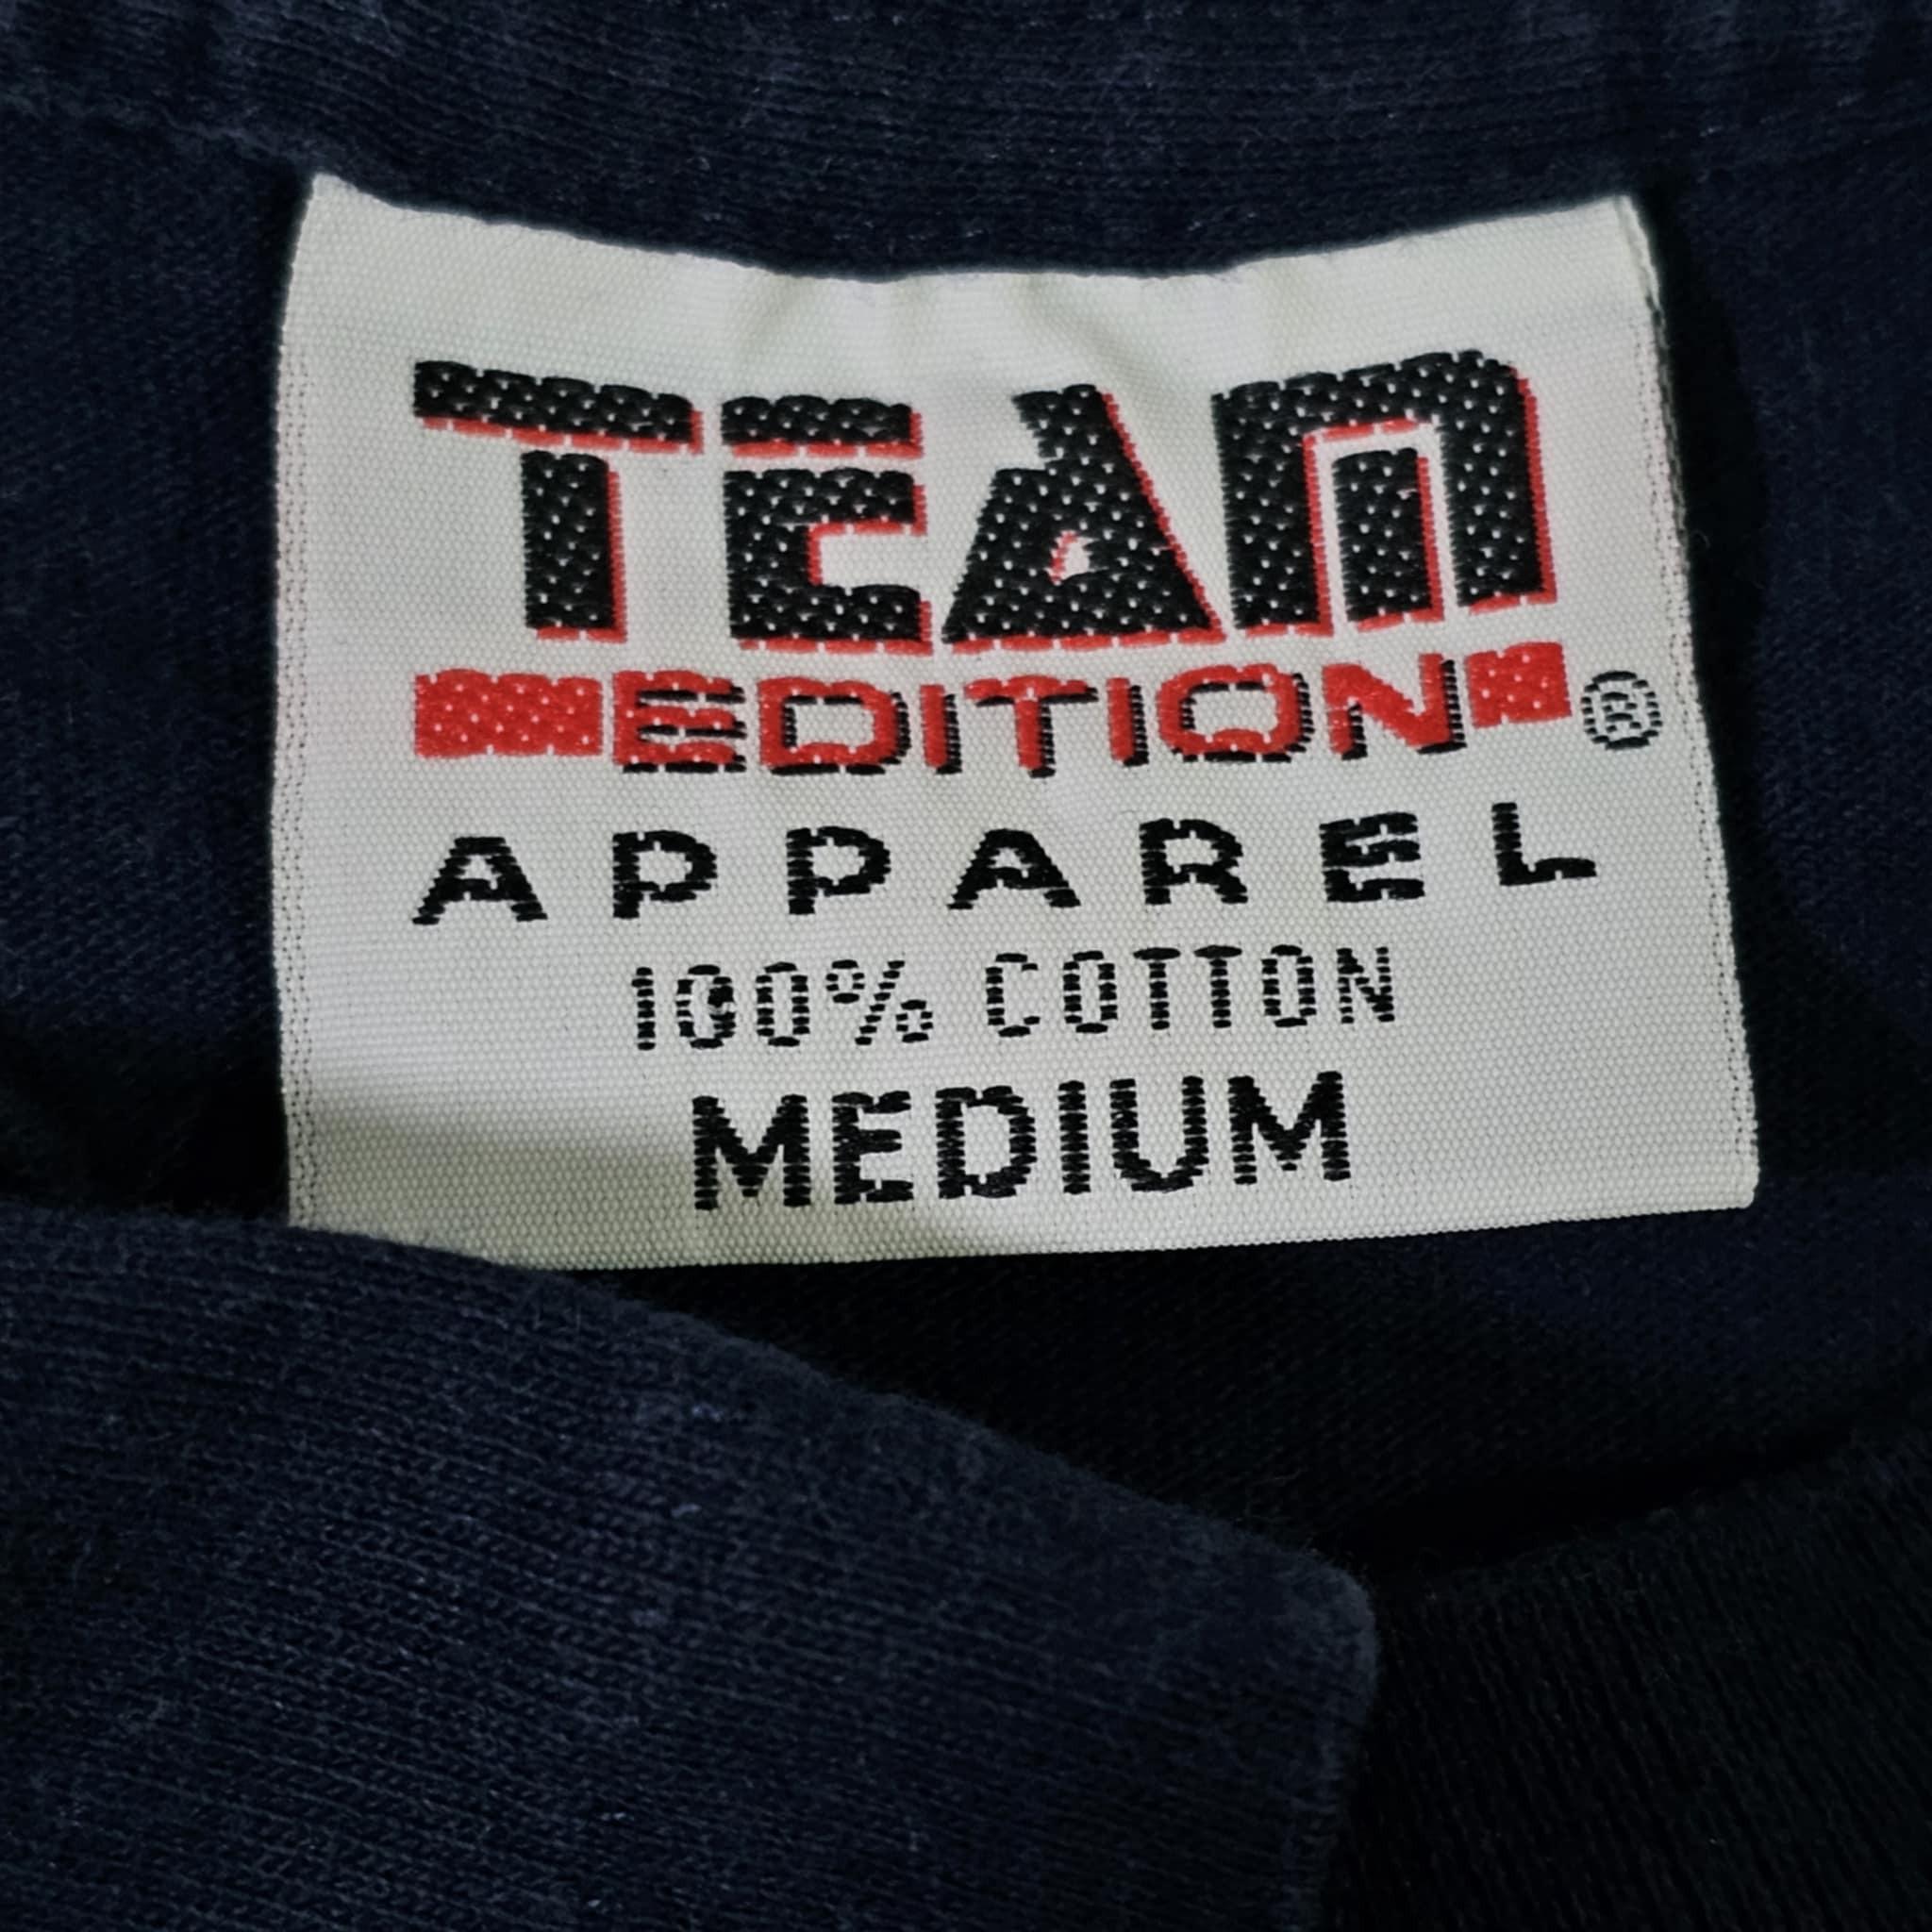 TEAM
EDITION®
APPAREL
100% COTTON
MEDIUM